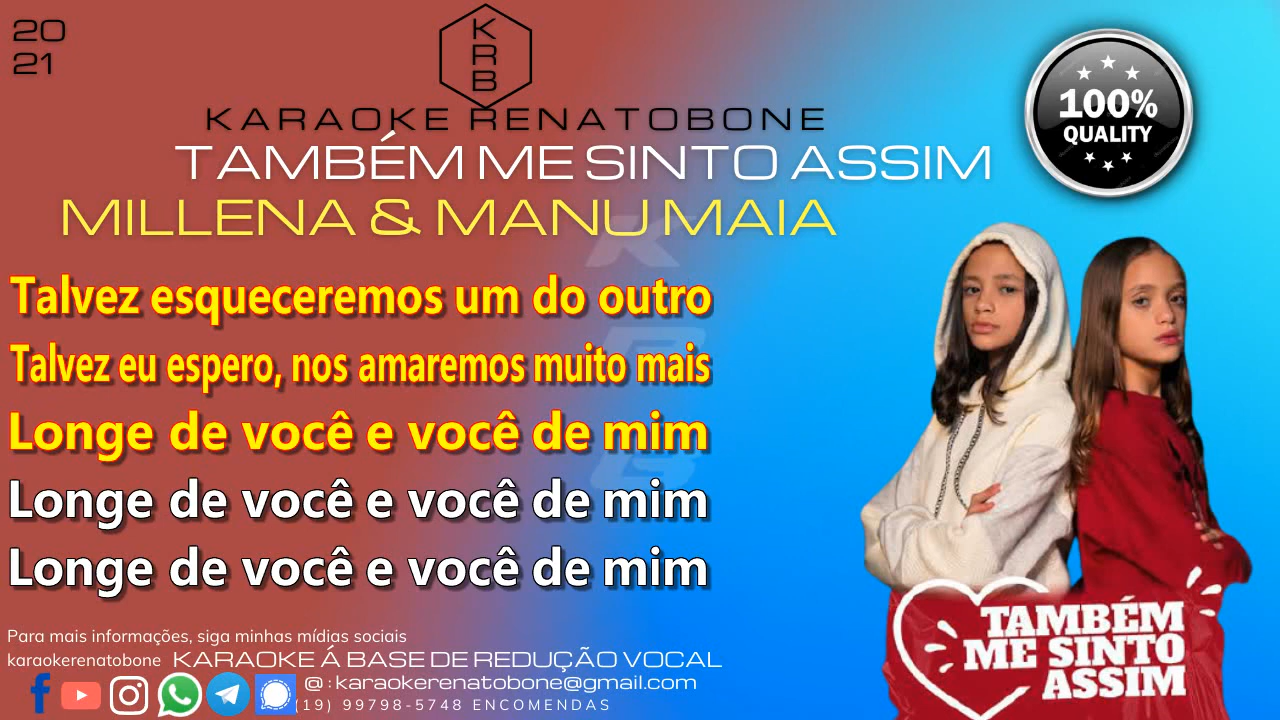 20
21
K
R
B
KARAOKE RENATOBONE
TAMBÉM ME SINTO ASSIM
MILLENA & MANU MAIA
100%
QUALITY
Talvez esqueceremos um do outro
Talvez eu espero, nos amaremos muito mais
Longe de você e você de mim
Longe de você e você de mim
Longe de você e você de mim
K
R
B
TAMBÉM
ME SINTO
ASSIM
Para mais informações, siga minhas mídias sociais
karaokerenatobone
KARAOKE Á BASE DE REDUÇÃO VOCAL
@ : karaokerenatobone@gmail.com
(19) 99798-5748 ENCOMENDAS